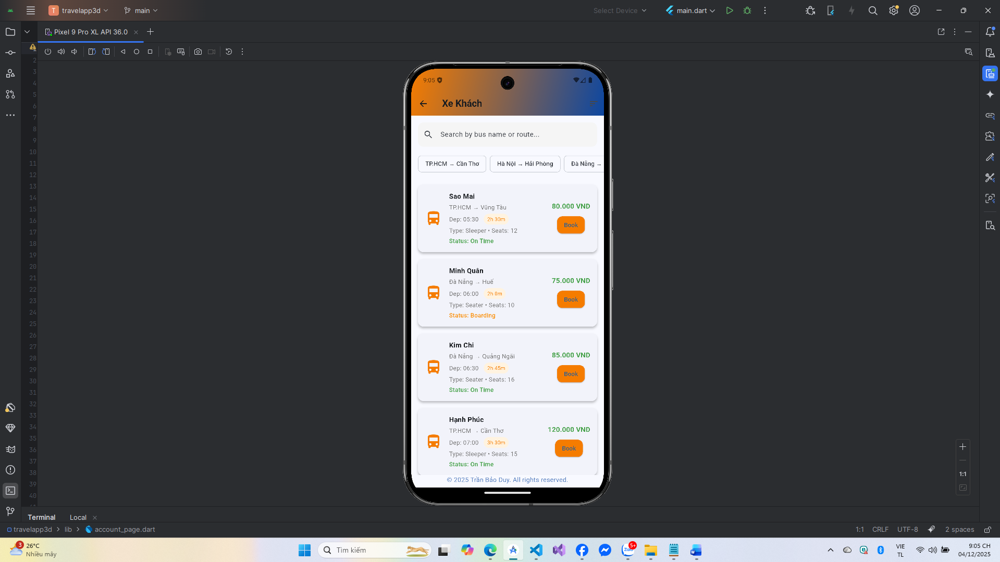 T travelapp3d main Select Device main.dart
Pixel 9 Pro XL API 36.0
2
3
4
5
6
7
8
9
10
11
12
13
14
15
16
17
18
19
20
21
22
23
24
25
26
27
28
29
30
31
32
33
34
35
36
37
38
39
40
9:05
Xe Khách
Search by bus name or route...
TP.HCM → Cần Thơ Hà Nội → Hải Phòng Đà Nẵng →
Sao Mai
TP.HCM → Vũng Tàu
80.000 VND
Dep: 05:30 2h 30m
Book
Type: Sleeper • Seats: 12
Status: On Time
Minh Quân
Đà Nẵng → Huế
75.000 VND
Dep: 06:00 2h 0m
Book
Type: Seater • Seats: 10
Status: Boarding
Kim Chi
Đà Nẵng → Quảng Ngãi
85.000 VND
Dep: 06:30 2h 45m
Book
Type: Seater • Seats: 16
Status: On Time
Hạnh Phúc
TP.HCM → Cần Thơ
120.000 VND
Dep: 07:00 3h 30m
Book
Type: Sleeper • Seats: 15
Status: On Time
© 2025 Trần Bảo Duy. All rights reserved.
1:1
Terminal Local
travelapp3d > lib > account_page.dart 1:1 CRLF UTF-8 2 spaces
3
26°C
Nhiều mây
Tìm kiếm
Zalo
5+
VIE
TL
9:05 CH
04/12/2025